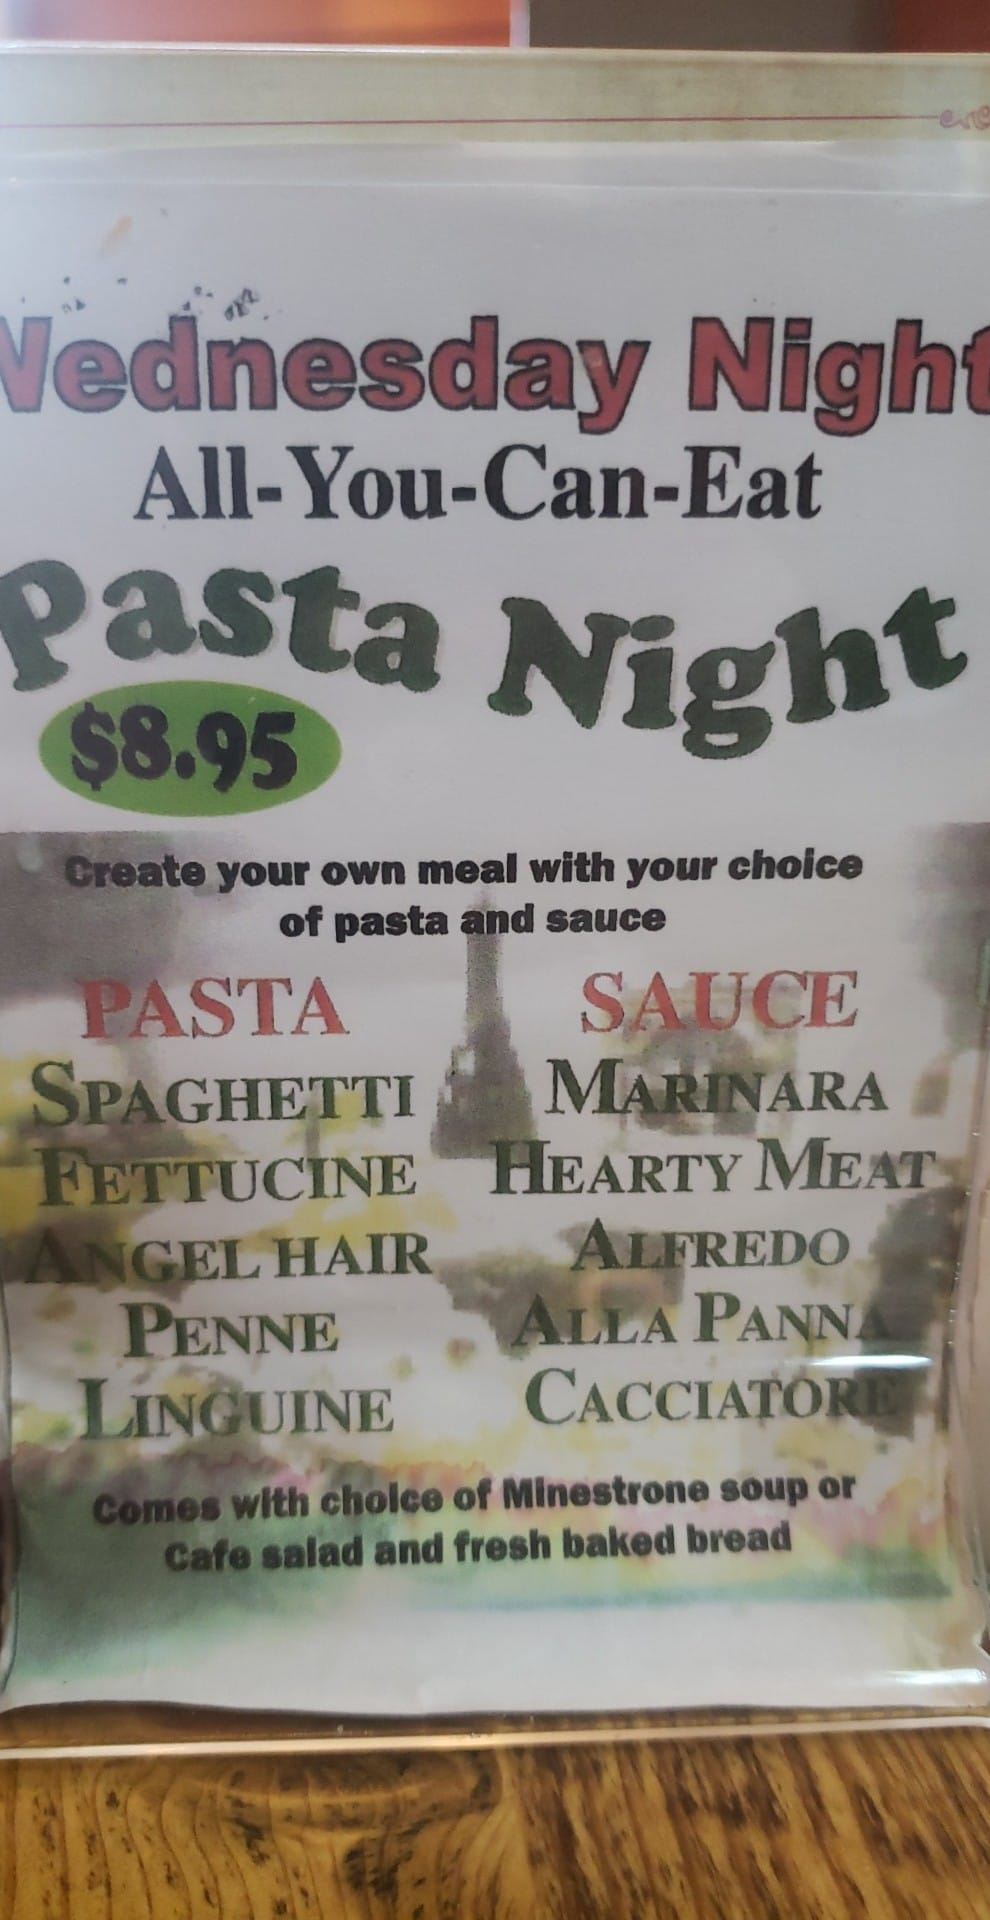 Wednesday Night
All-You-Can-Eat
Pasta Night
$8.95
Create your own meal with your choice
of pasta and sauce
PASTA
SPAGHETTI
FETTUCINE
ANGEL HAIR
PENNE
LINGUINE
SAUCE
MARINARA
HEARTY MEAT
ALFREDO
ALLA PANNA
CACCIATORE
Comes with choice of Minestrone soup or
Cafe salad and fresh baked bread